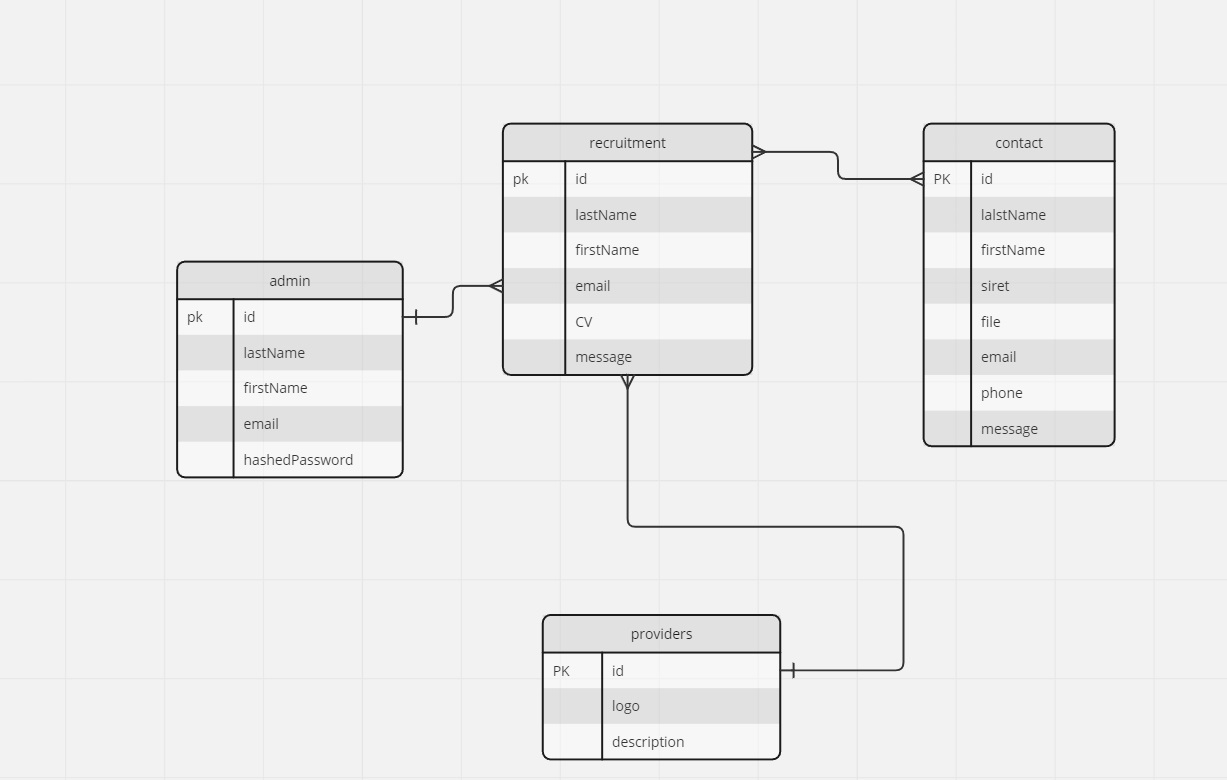 recruitment
pk id
lastName
firstName
email
CV
message
contact
PK id
lalstName
firstName
siret
file
email
phone
message
admin
pk id
lastName
firstName
email
hashedPassword
providers
PK id
logo
description